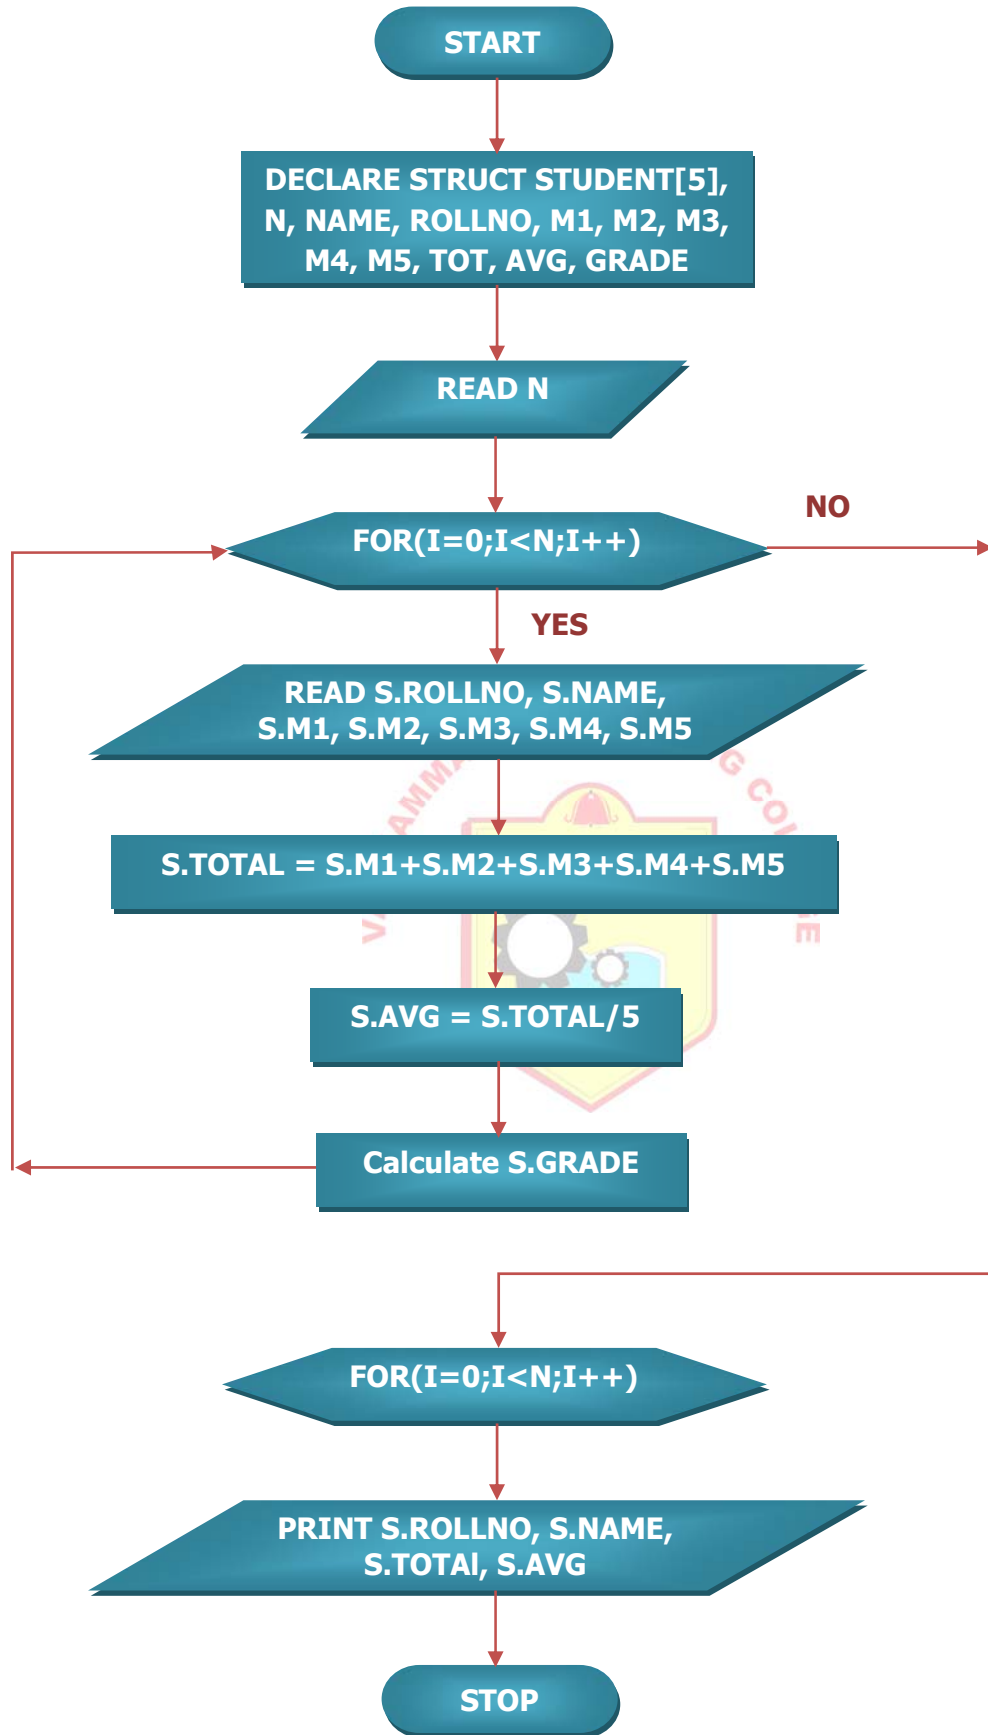 START
DECLARE STRUCT STUDENT[5],
N, NAME, ROLLNO, M1, M2, M3,
M4, M5, TOT, AVG, GRADE
READ N
FOR(I=0;I<N;I++)
NO
YES
READ S.ROLLNO, S.NAME,
S.M1, S.M2, S.M3, S.M4, S.M5
S.TOTAL = S.M1+S.M2+S.M3+S.M4+S.M5
S.AVG = S.TOTAL/5
Calculate S.GRADE
FOR(I=0;I<N;I++)
PRINT S.ROLLNO, S.NAME,
S.TOTAl, S.AVG
STOP